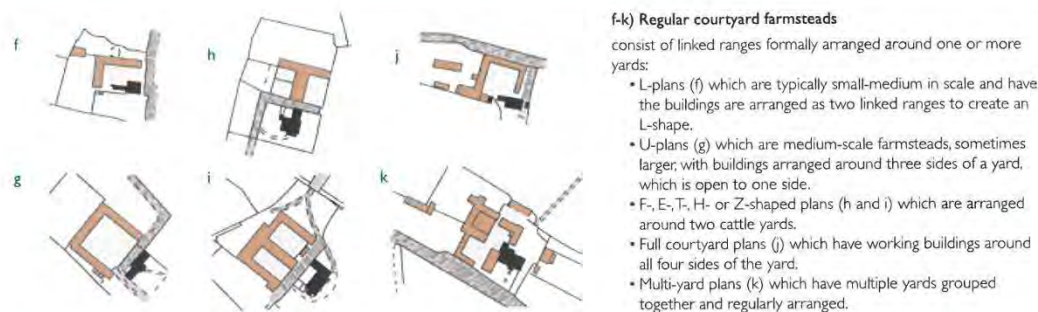 f
h
j
g
i
k
f-k) Regular courtyard farmsteads
consist of linked ranges formally arranged around one or more
yards:
• L-plans (f) which are typically small-medium in scale and have
the buildings are arranged as two linked ranges to create an
L-shape.
• U-plans (g) which are medium-scale farmsteads, sometimes
larger, with buildings arranged around three sides of a yard,
which is open to one side.
• F-, E-, T-, H- or Z-shaped plans (h and i) which are arranged
around two cattle yards.
• Full courtyard plans (j) which have working buildings around
all four sides of the yard.
• Multi-yard plans (k) which have multiple yards grouped
together and regularly arranged.